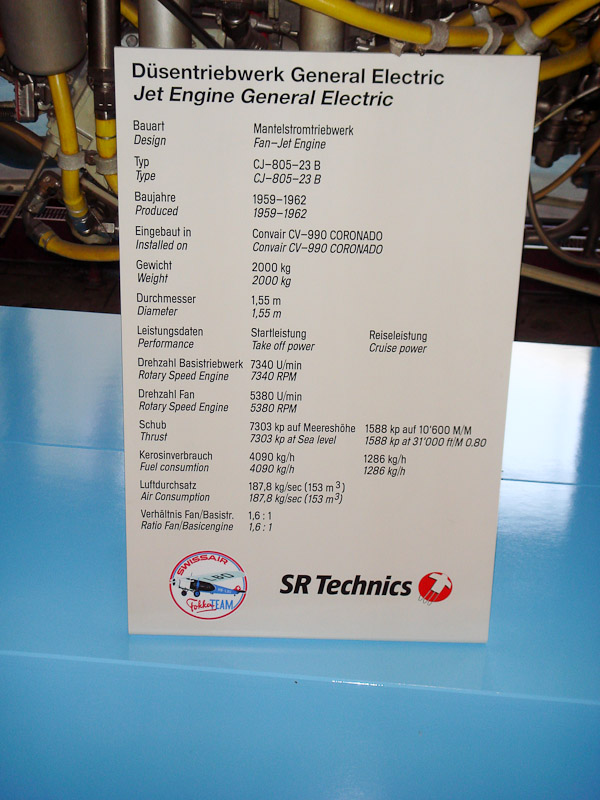 Düsentriebwerk General Electric
Jet Engine General Electric
Bauart Mantelstromtriebwerk
Design Fan-Jet Engine
Typ CJ-805-23 B
Type CJ-805-23 B
Baujahre 1959-1962
Produced 1959-1962
Eingebaut in Convair CV-990 CORONADO
Installed on Convair CV-990 CORONADO
Gewicht 2000 kg
Weight 2000 kg
Durchmesser 1,55 m
Diameter 1,55 m
Leistungsdaten Startleistung Reiseleistung
Performance Take off power Cruise power
Drehzahl Basistriebwerk 7340 U/min
Rotary Speed Engine 7340 RPM
Drehzahl Fan 5380 U/min
Rotary Speed Engine 5380 RPM
Schub 7303 kp auf Meereshöhe 1588 kp auf 10'600 M/M
Thrust 7303 kp at Sea level 1588 kp at 31'000 ft/M 0.80
Kerosinverbrauch 4090 kg/h 1286 kg/h
Fuel consumtion 4090 kg/h 1286 kg/h
Luftdurchsatz 187,8 kg/sec (153 m3)
Air Consumption 187,8 kg/sec (153 m3)
Verhältnis Fan/Basistr. 1,6 : 1
Ratio Fan/Basicengine 1,6 : 1
SWISSAIR
Fokker TEAM
SR Technics